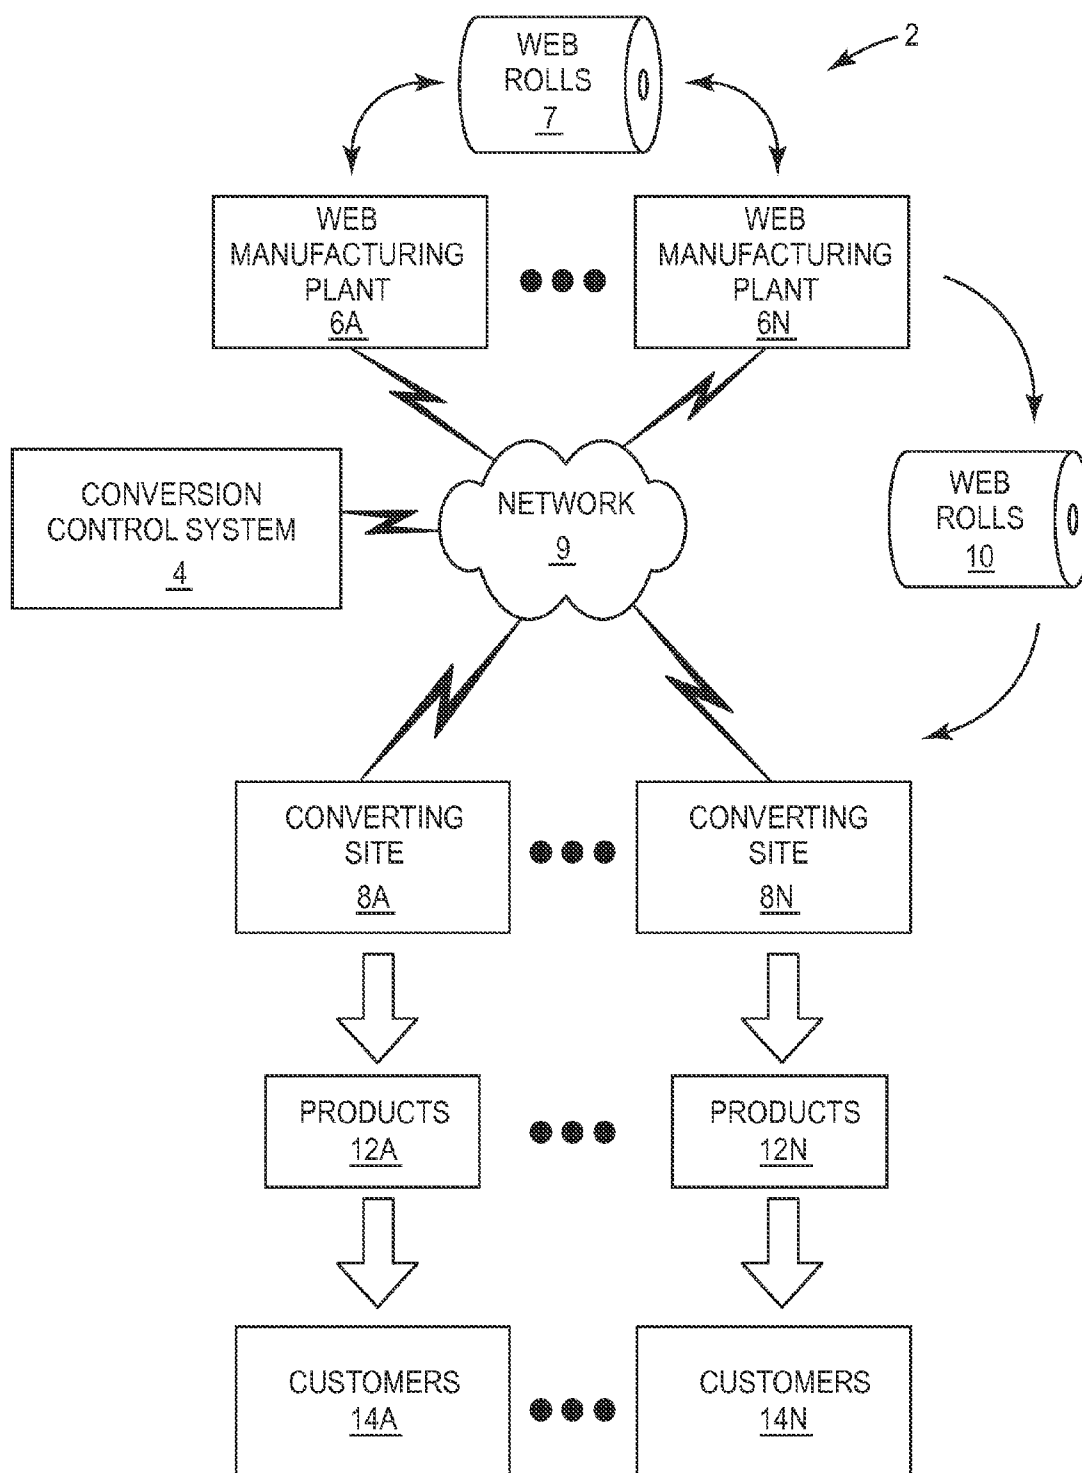 2
WEB
ROLLS
7
WEB
MANUFACTURING
PLANT
6A
WEB
MANUFACTURING
PLANT
6N
CONVERSION
CONTROL SYSTEM
4
NETWORK
9
WEB
ROLLS
10
CONVERTING
SITE
8A
CONVERTING
SITE
8N
PRODUCTS
12A
PRODUCTS
12N
CUSTOMERS
14A
CUSTOMERS
14N